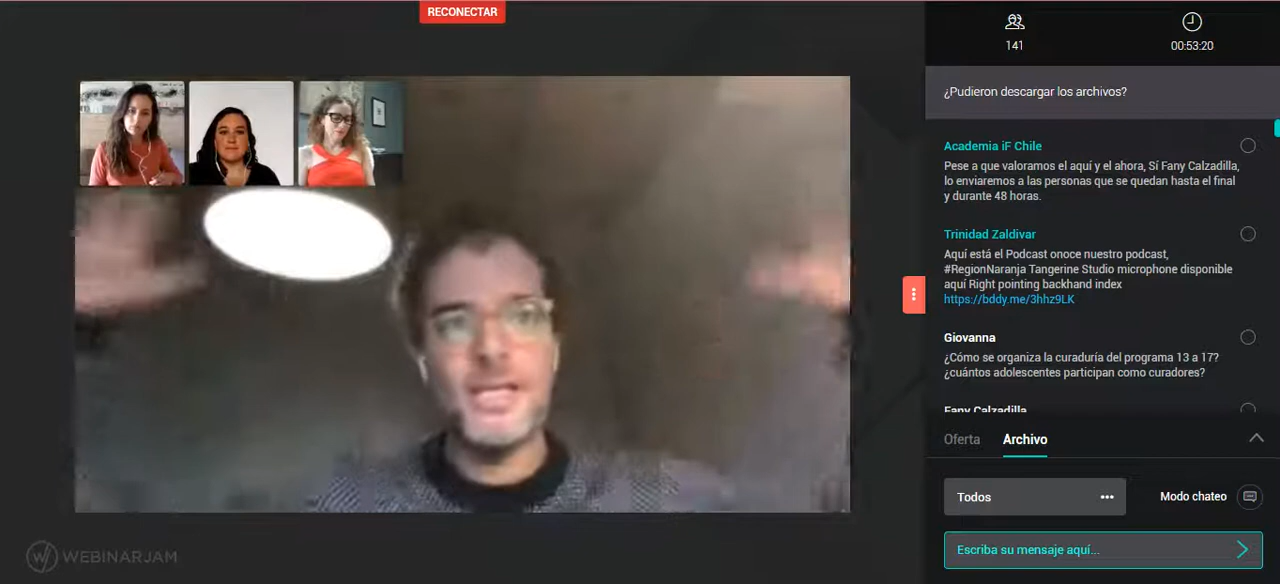 RECONECTAR
141
00:53:20
¿Pudieron descargar los archivos?
Academia iF Chile
Pese a que valoramos el aquí y el ahora, Sí Fany Calzadilla,
lo enviaremos a las personas que se quedan hasta el final
y durante 48 horas.
Trinidad Zaldivar
Aquí está el Podcast onoce nuestro podcast,
#RegionNaranja Tangerine Studio microphone disponible
aquí Right pointing backhand index
https://bddy.me/3hhz9LK
Giovanna
¿Cómo se organiza la curaduría del programa 13 a 17?
¿cuántos adolescentes participan como curadores?
Fany Calzadilla
Oferta
Archivo
Todos
Modo chateo
Escriba su mensaje aquí...
WEBINARJAM